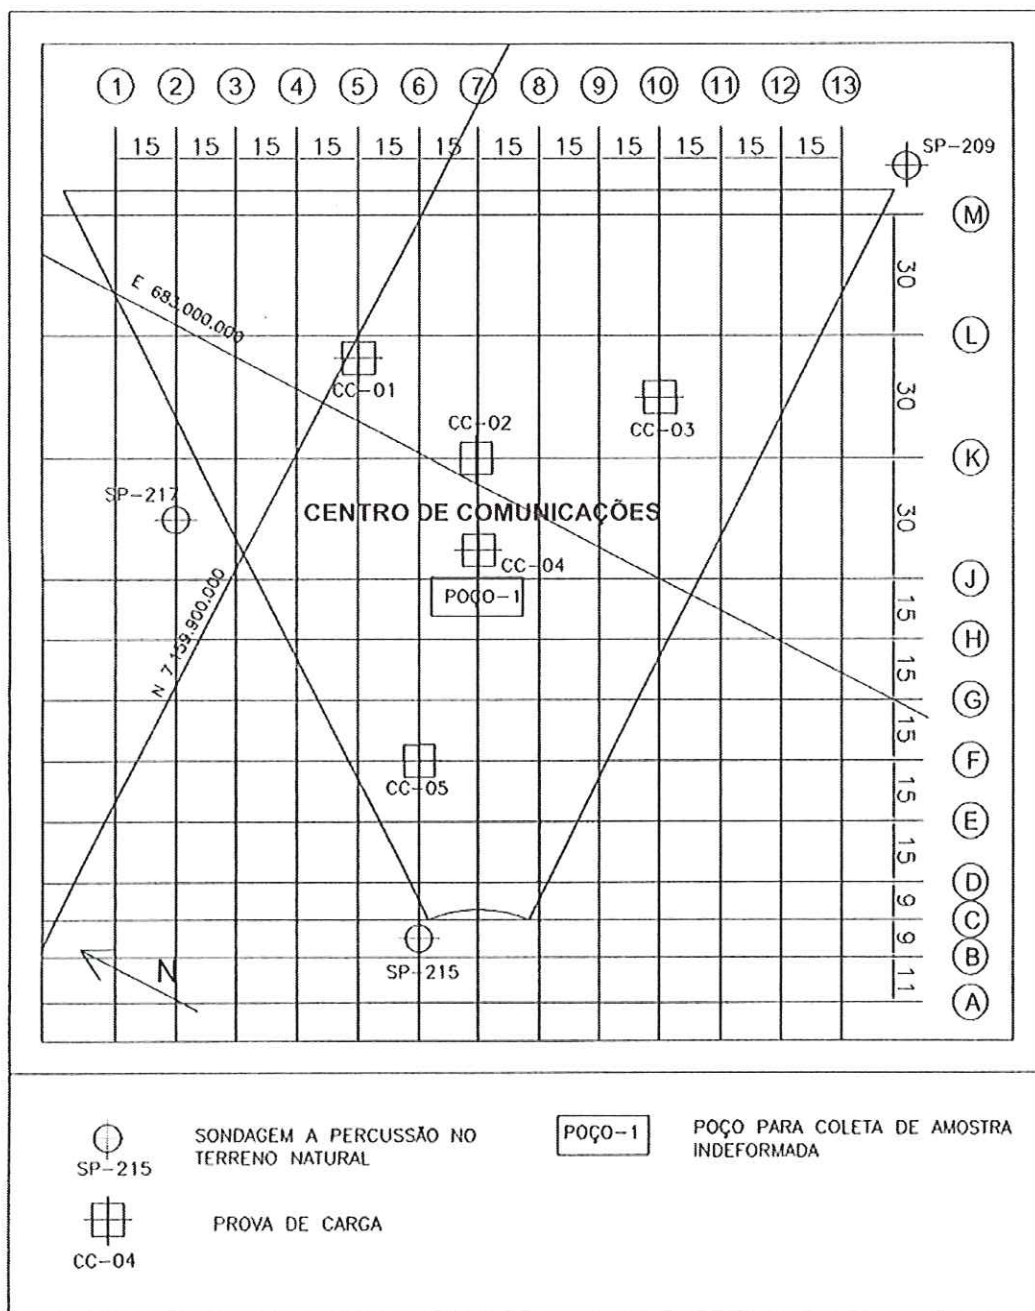 1 2 3 4 5 6 7 8 9 10 11 12 13
15 15 15 15 15 15 15 15 15 15 15 15
SP-209
M
30
E 683.000.000
L
CC-01
30
CC-02
CC-03
K
SP-217
CENTRO DE COMUNICAÇÕES
30
CC-04
J
POÇO-1
15
N 7.159.900.000
H
15
G
15
F
CC-05
15
E
15
D
9
C
9
SP-215
B
N
11
A
SP-215
SONDAGEM A PERCUSSÃO NO
TERRENO NATURAL
POÇO-1
POÇO PARA COLETA DE AMOSTRA
INDEFORMADA
CC-04
PROVA DE CARGA